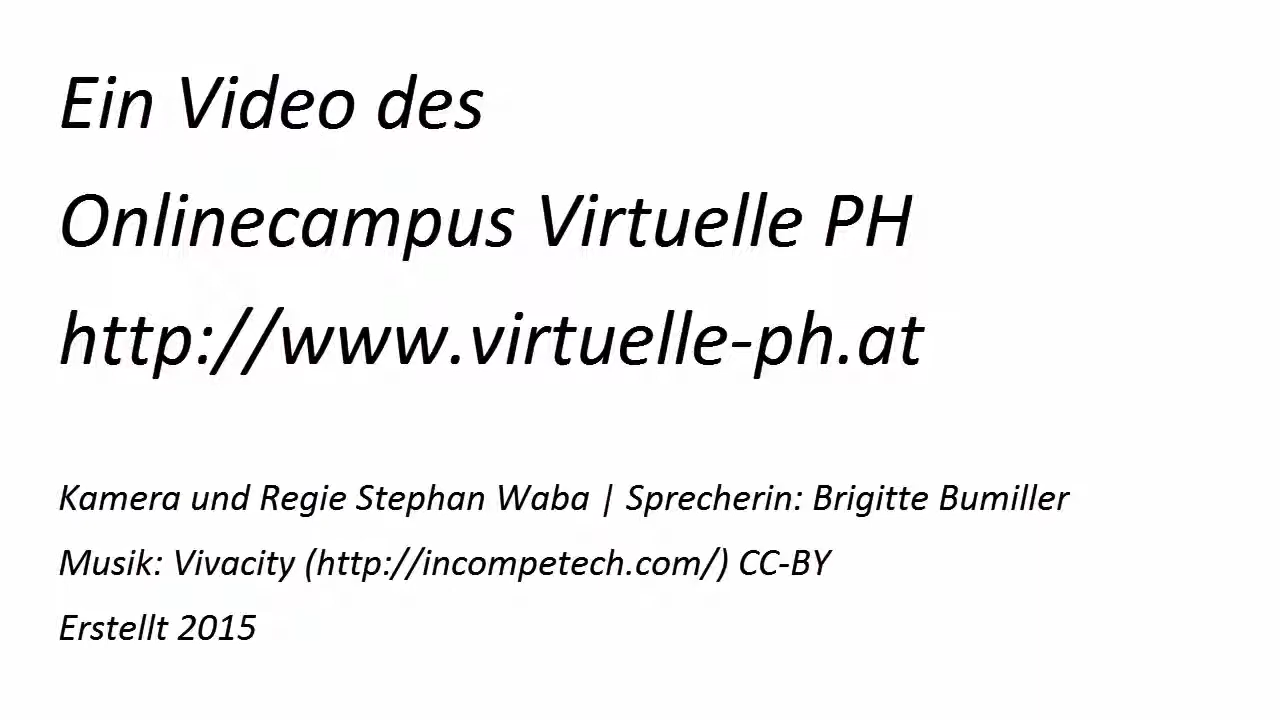 Ein Video des
Onlinecampus Virtuelle PH
http://www.virtuelle-ph.at
Kamera und Regie Stephan Waba | Sprecherin: Brigitte Bumiller
Musik: Vivacity (http://incompetech.com/) CC-BY
Erstellt 2015